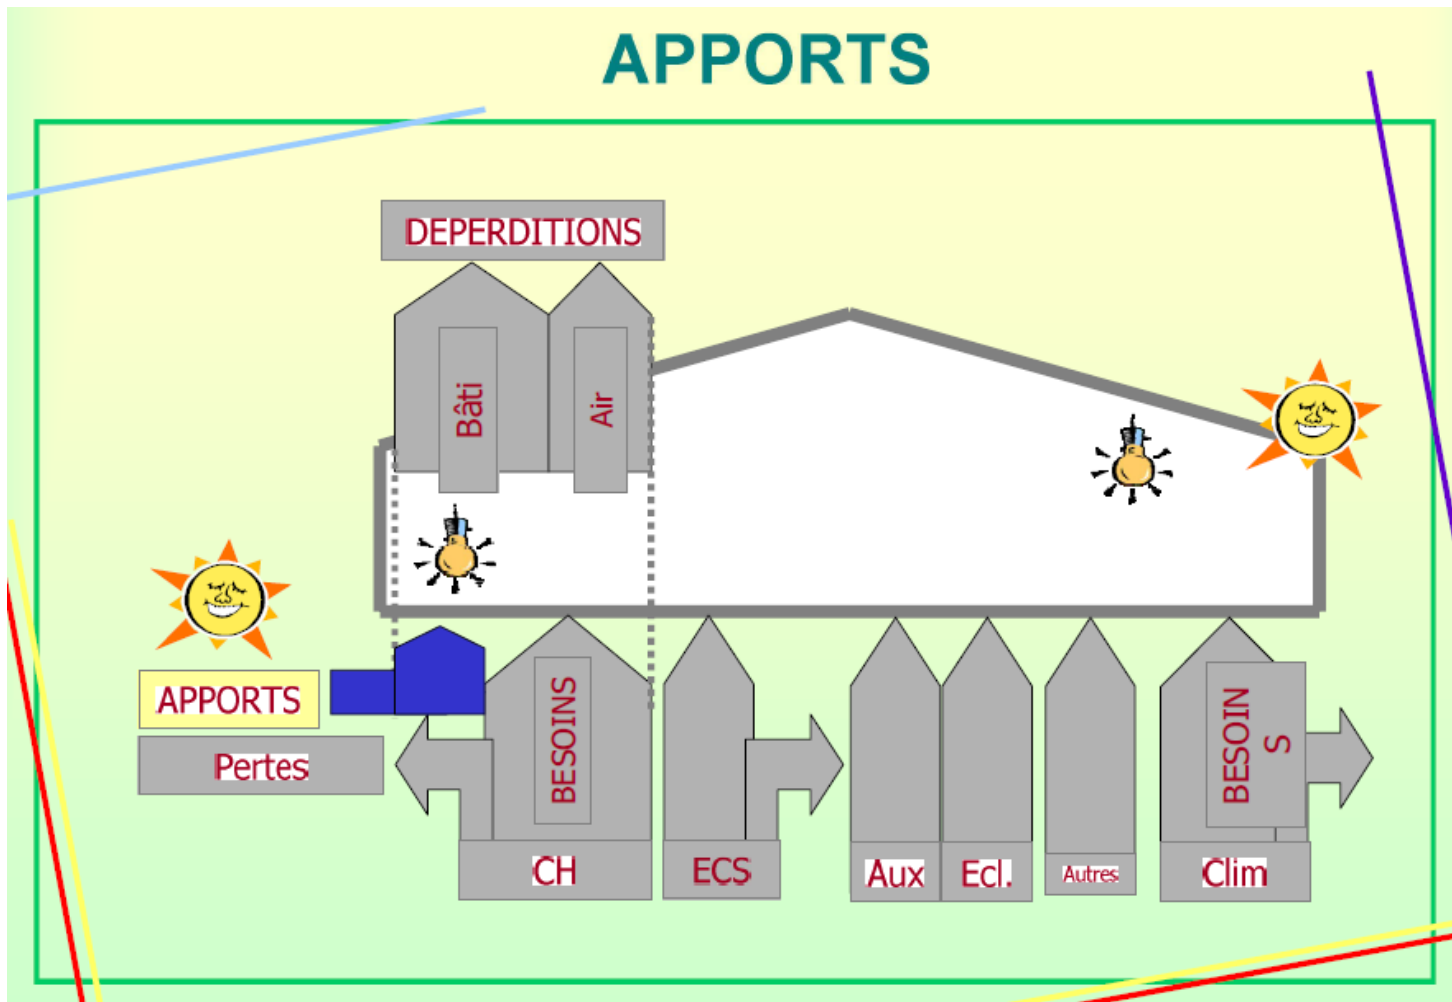 APPORTS
DEPERDITIONS
Bâti
Air
APPORTS
Pertes
BESOINS
BESOIN
S
CH
ECS
Aux
Ecl.
Autres
Clim